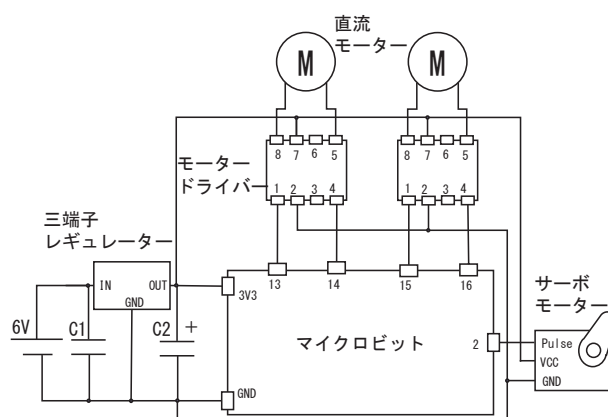 直流
モーター
M
M
8 7 6 5
8 7 6 5
モーター
ドライバー
1 2 3 4
1 2 3 4
三端子
レギュレーター
13 14 15 16
IN OUT
GND
3V3
サーボ
モーター
6V C1 C2 +
マイクロビット
2
Pulse
VCC
GND
GND